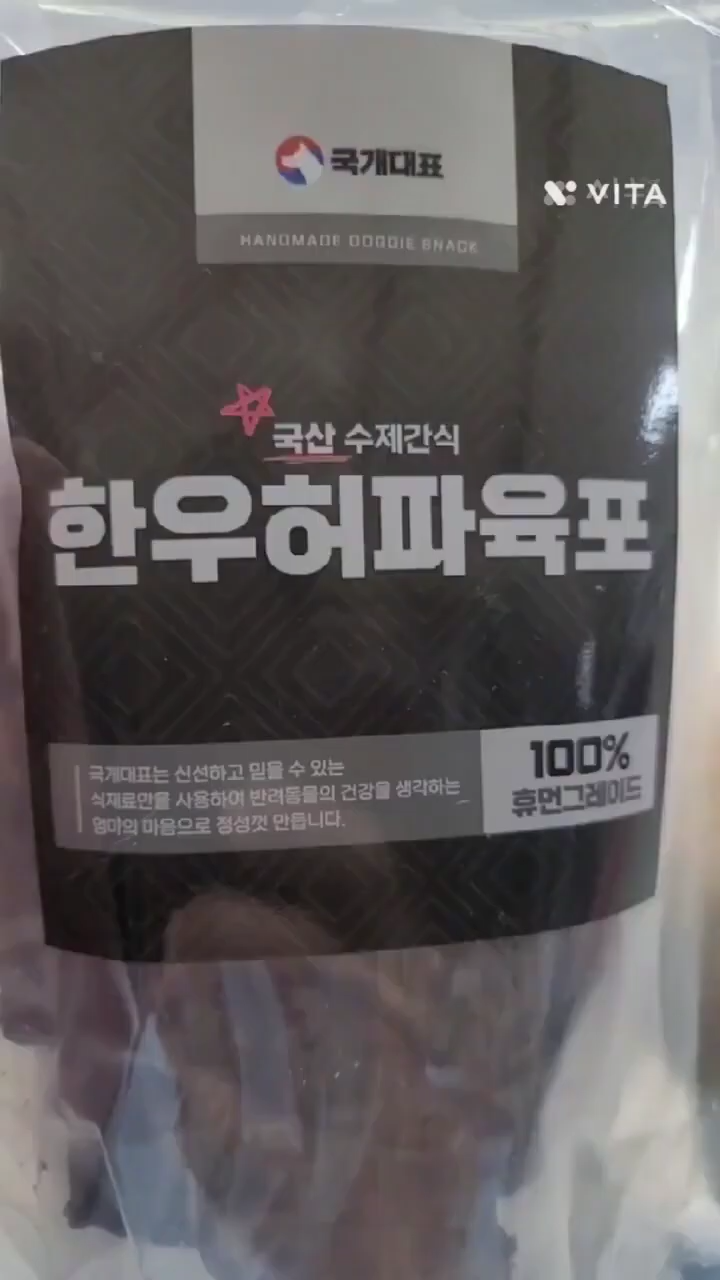 국개대표
VITA
HANDMADE DOGGIE SNACK
국산 수제간식
한우허파육포
국개대표는 신선하고 믿을 수 있는
식재료만을 사용하여 반려동물의 건강을 생각하는
엄마의 마음으로 정성껏 만듭니다.
100%
휴먼그레이드